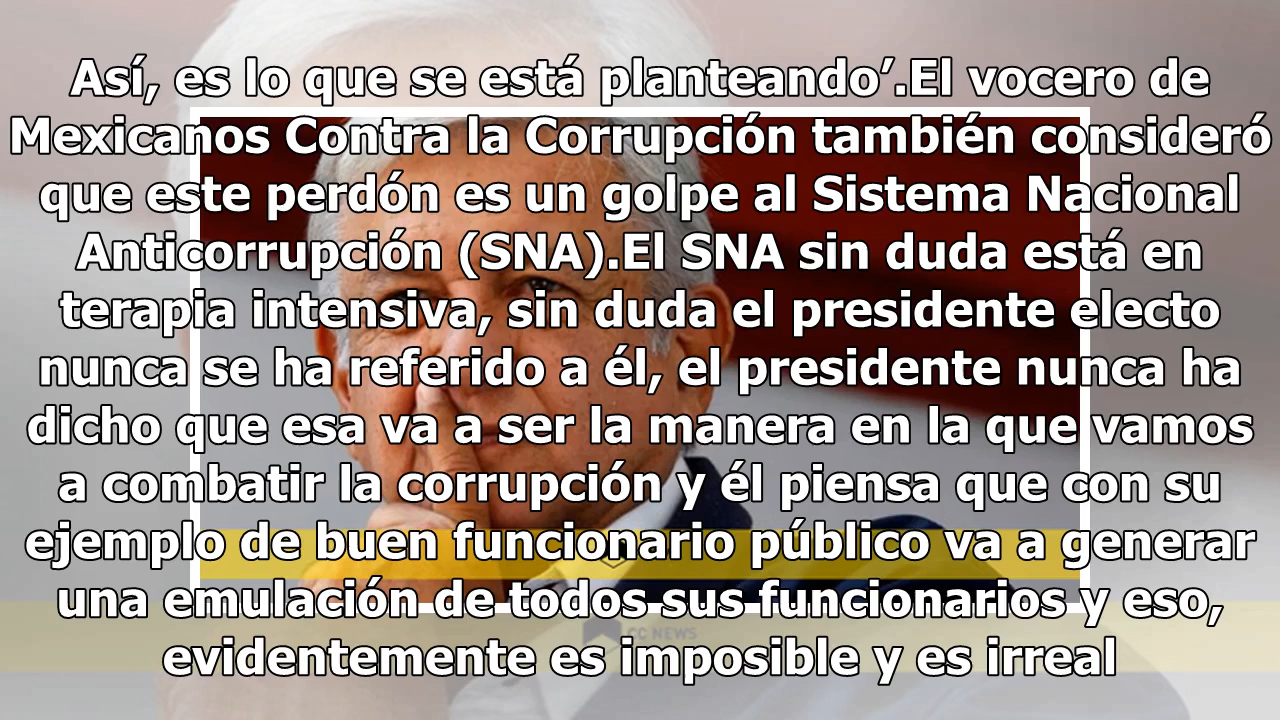 Así, es lo que se está planteando’.El vocero de
Mexicanos Contra la Corrupción también consideró
que este perdón es un golpe al Sistema Nacional
Anticorrupción (SNA).El SNA sin duda está en
terapia intensiva, sin duda el presidente electo
nunca se ha referido a él, el presidente nunca ha
dicho que esa va a ser la manera en la que vamos
a combatir la corrupción y él piensa que con su
ejemplo de buen funcionario público va a generar
una emulación de todos sus funcionarios y eso,
CC NEWS
evidentemente es imposible y es irreal